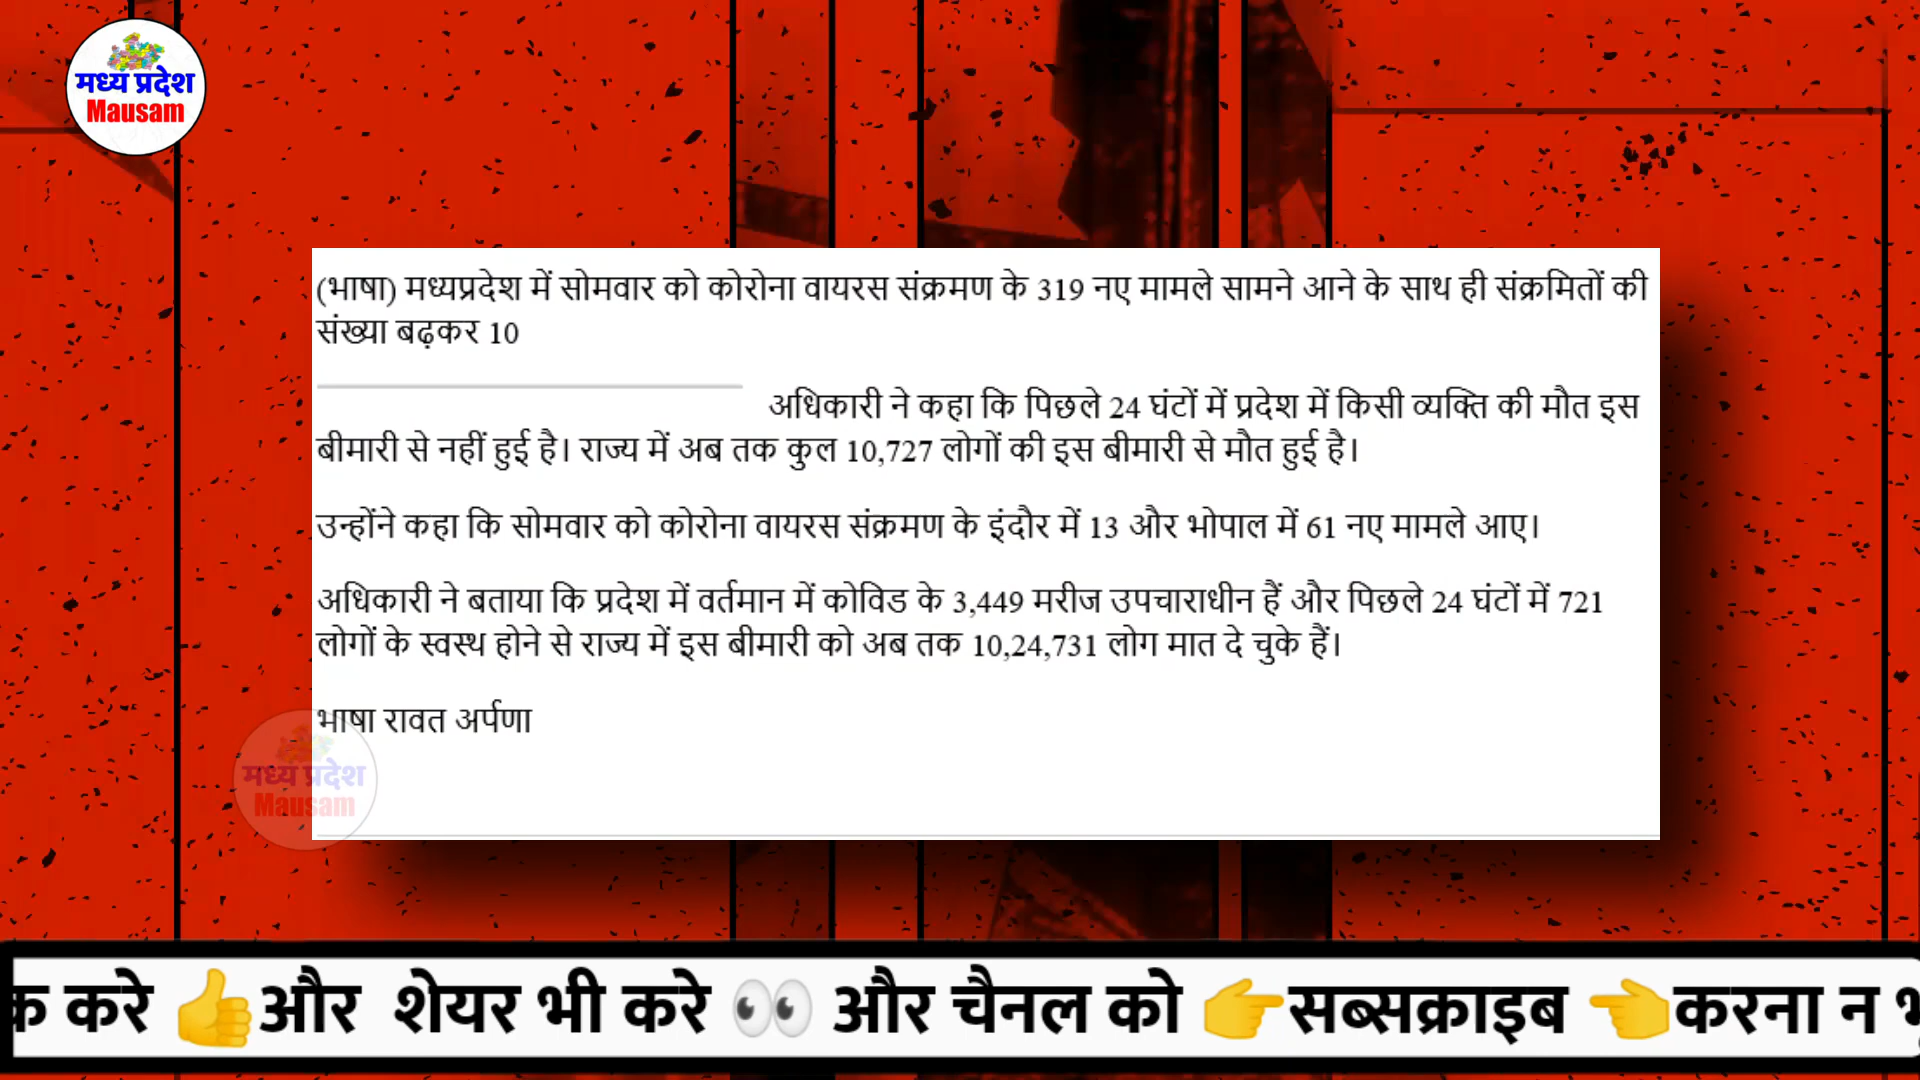 मध्य प्रदेश
Mausam
(भाषा) मध्यप्रदेश में सोमवार को कोरोना वायरस संक्रमण के 319 नए मामले सामने आने के साथ ही संक्रमितों की
संख्या बढ़कर 10
अधिकारी ने कहा कि पिछले 24 घंटों में प्रदेश में किसी व्यक्ति की मौत इस
बीमारी से नहीं हुई है। राज्य में अब तक कुल 10,727 लोगों की इस बीमारी से मौत हुई है।
उन्होंने कहा कि सोमवार को कोरोना वायरस संक्रमण के इंदौर में 13 और भोपाल में 61 नए मामले आए।
अधिकारी ने बताया कि प्रदेश में वर्तमान में कोविड के 3,449 मरीज उपचाराधीन हैं और पिछले 24 घंटों में 721
लोगों के स्वस्थ होने से राज्य में इस बीमारी को अब तक 10,24,731 लोग मात दे चुके हैं।
भाषा रावत अर्पणा
मध्य प्रदेश
Mausam
करे 👍और शेयर भी करे 👀 और चैनल को 👉सब्सक्राइब 👈करना न